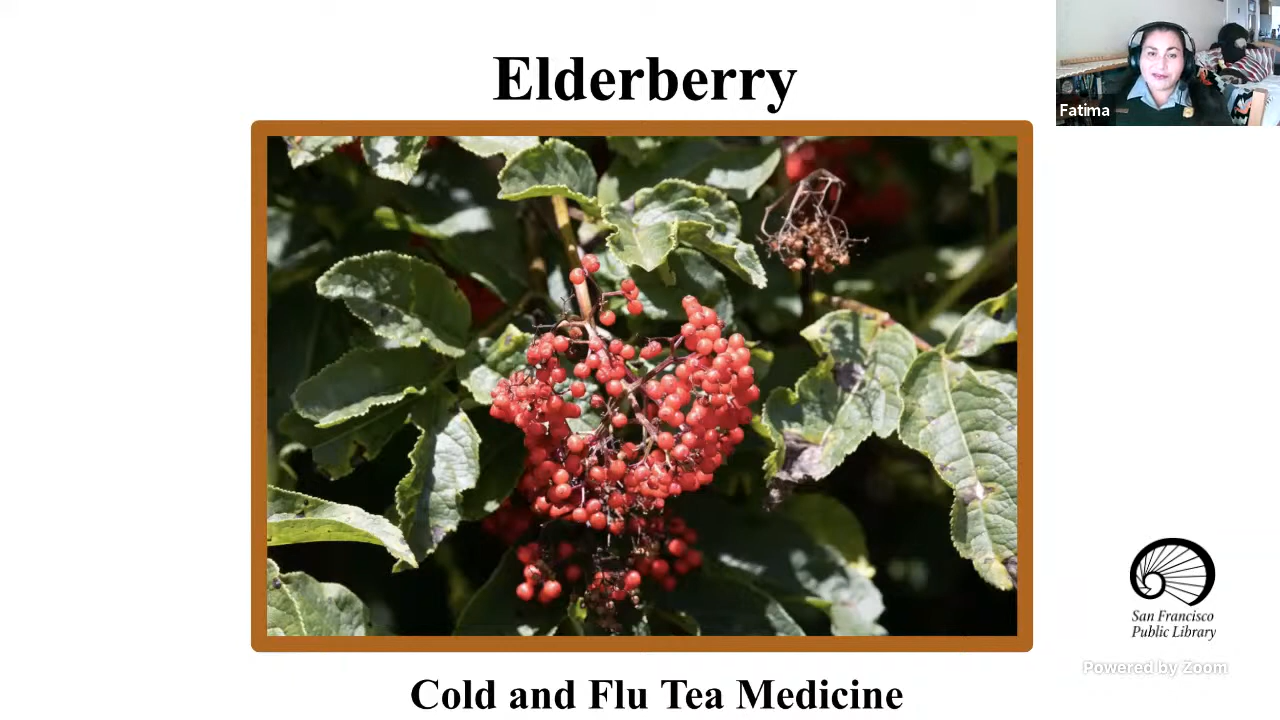 Elderberry
Fatima
San Francisco
Public Library
Powered by Zoom
Cold and Flu Tea Medicine